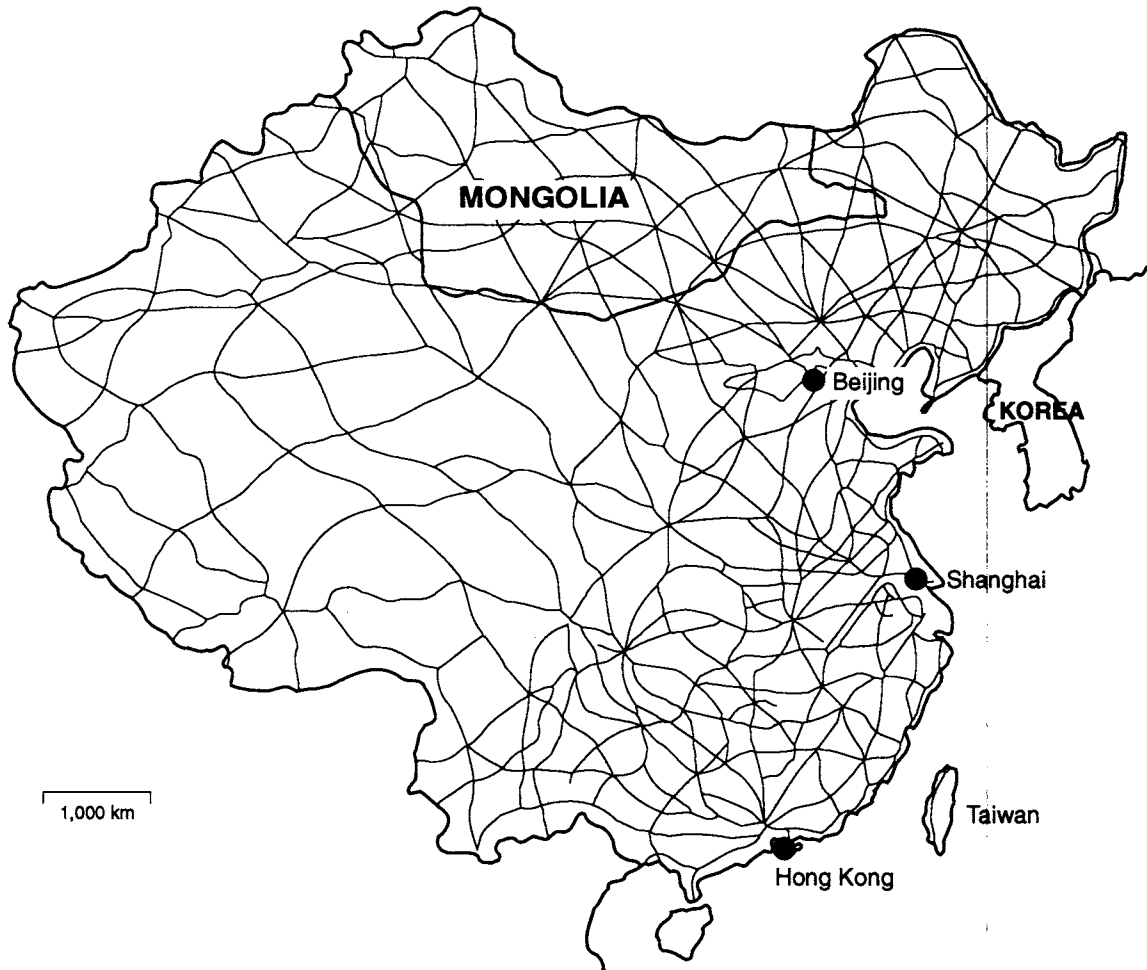 MONGOLIA
Beijing
KOREA
Shanghai
1,000 km
Taiwan
Hong Kong